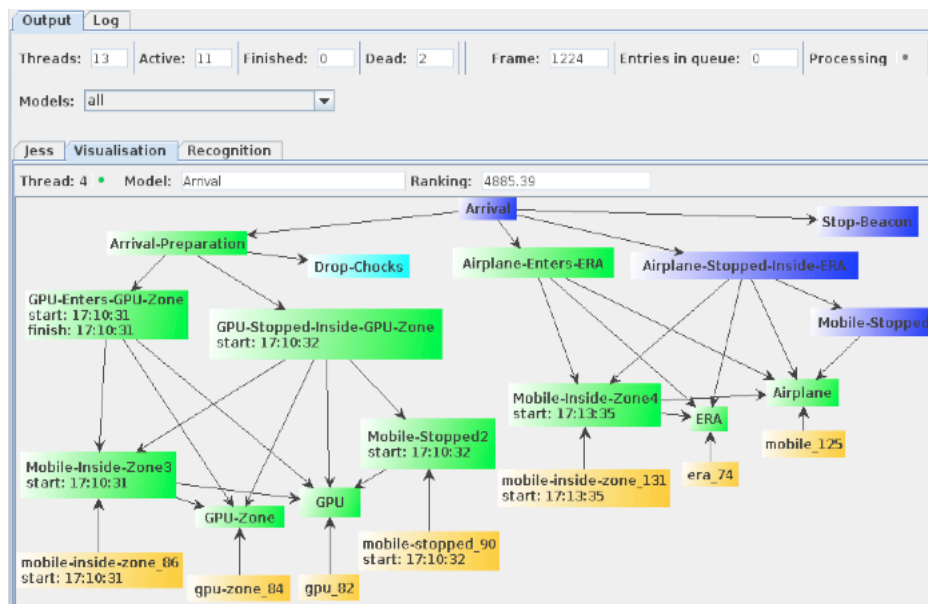 Output Log
Threads: 13 Active: 11 Finished: 0 Dead: 2 Frame: 1224 Entries in queue: 0 Processing
Models: all
Jess Visualisation Recognition
Thread: 4 Model: Arrival Ranking: 4885.39
Arrival
Stop-Beacon
Arrival-Preparation
Drop-Chocks
Airplane-Enters-ERA
Airplane-Stopped-Inside-ERA
GPU-Enters-GPU-Zone
start: 17:10:31
finish: 17:10:31
GPU-Stopped-Inside-GPU-Zone
start: 17:10:32
Mobile-Stopped
Mobile-Inside-Zone4
start: 17:13:35
Airplane
ERA
Mobile-Stopped2
start: 17:10:32
mobile_125
Mobile-Inside-Zone3
start: 17:10:31
mobile-inside-zone_131
start: 17:13:35
era_74
GPU
GPU-Zone
mobile-inside-zone_86
start: 17:10:31
mobile-stopped_90
start: 17:10:32
gpu-zone_84
gpu_82